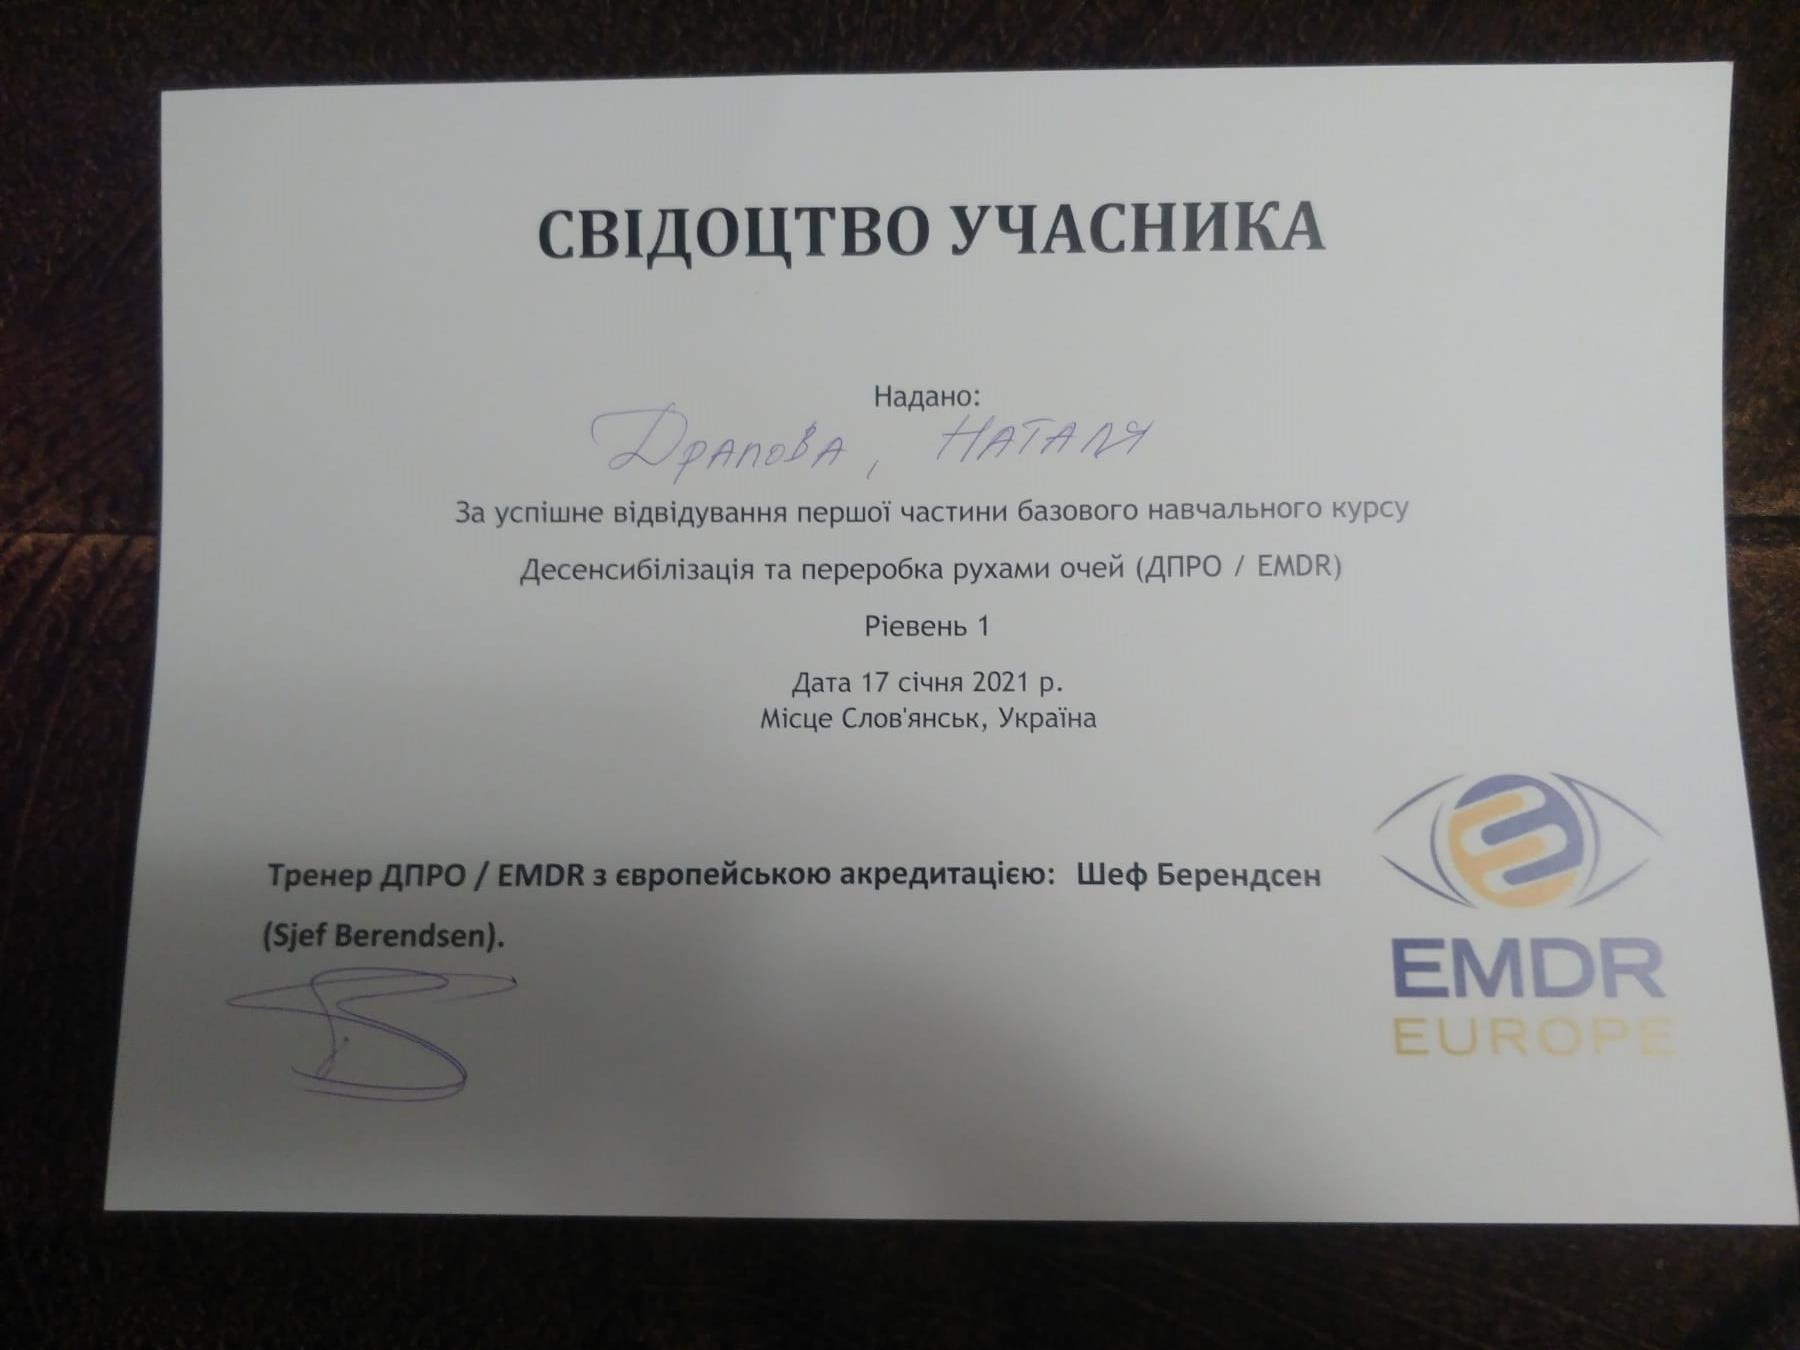 СВІДОЦТВО УЧАСНИКА
Надано:
Драпова, Наталя
За успішне відвідування першої частини базового навчального курсу
Десенсибілізація та переробка рухами очей (ДПРО / EMDR)
Ріевень 1
Дата 17 січня 2021 р.
Місце Слов'янськ, Україна
Тренер ДПРО / EMDR з європейською акредитацією: Шеф Берендсен
(Sjef Berendsen).
EMDR
EUROPE